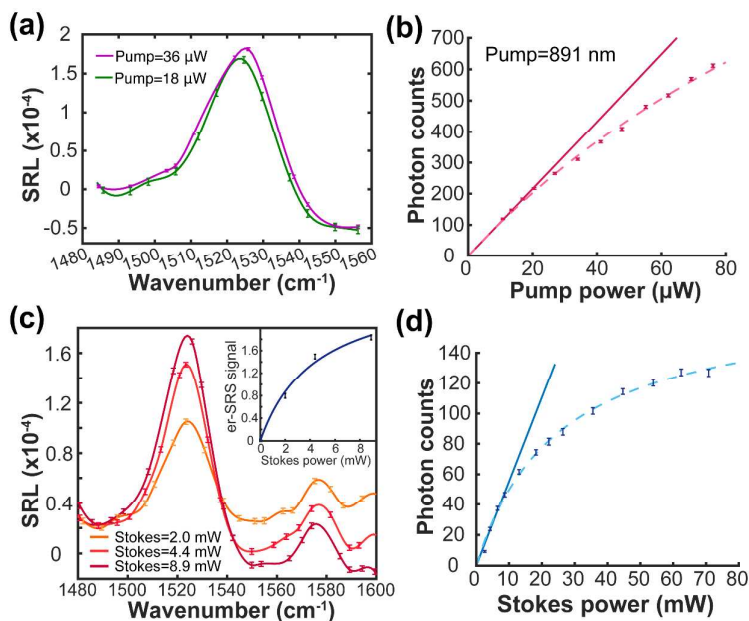 (a)
2
1.5
1
0.5
0
-0.5
SRL (x10-4)
Pump=36 μW
Pump=18 μW
1480 1490 1500 1510 1520 1530 1540 1550 1560
Wavenumber (cm-1)
(b)
700
600
500
400
300
200
100
0
Photon counts
Pump=891 nm
0 20 40 60 80
Pump power (μW)
(c)
1.6
1.2
0.8
0.4
0
SRL (x10-4)
Stokes=2.0 mW
Stokes=4.4 mW
Stokes=8.9 mW
1480 1500 1520 1540 1560 1580 1600
Wavenumber (cm-1)
er-SRS signal
1.6
1.2
0.8
0.4
0
0 4 8
Stokes power (mW)
(d)
140
120
100
80
60
40
20
0
Photon counts
0 10 20 30 40 50 60 70 80
Stokes power (mW)